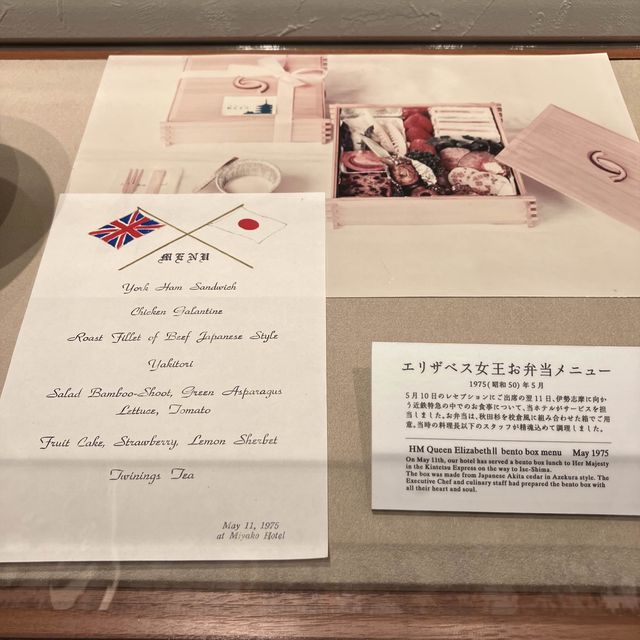 MENU
York Ham Sandwich
Chicken Galantine
Roast Fillet of Beef Japanese Style
Yakitori
Salad Bamboo-Shoot, Green Asparagus
Lettuce, Tomato
Fruit Cake, Strawberry, Lemon Sherbet
Twinings Tea
May 11, 1975
at Miyako Hotel
エリザベス女王お弁当メニュー
1975(昭和50)年5月
5月10日のレセプションにご出席の翌11日、伊勢志摩に向か
う近鉄特急の中でのお食事について、当ホテルがサービスを担
当しました。お弁当は、秋田杉を校倉風に組み合わせた箱でご用
意。当時の料理長以下のスタッフが精魂込めて調理しました。
HM Queen ElizabethⅡ bento box menu May 1975
On May 11th, our hotel has served a bento box lunch to Her Majesty
in the Kintetsu Express on the way to Ise-Shima.
The box was made from Japanese Akita cedar in Azekura style. The
Executive Chef and culinary staff had prepared the bento box with
all their heart and soul.